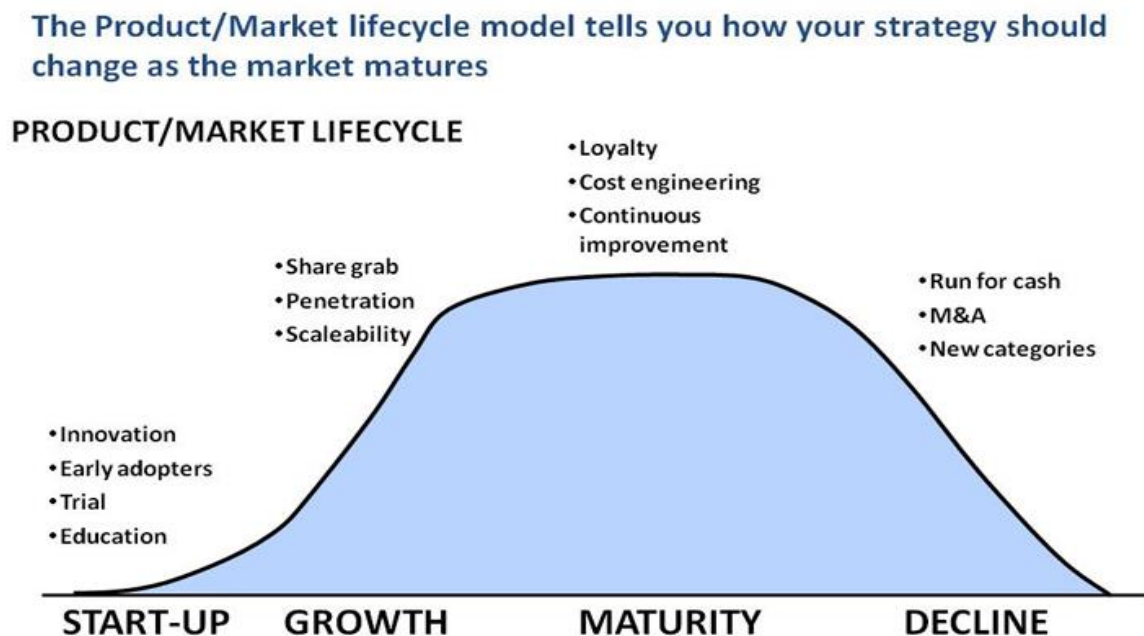 The Product/Market lifecycle model tells you how your strategy should
change as the market matures
PRODUCT/MARKET LIFECYCLE
•Innovation
•Early adopters
•Trial
•Education
•Share grab
•Penetration
•Scaleability
•Loyalty
•Cost engineering
•Continuous
improvement
•Run for cash
•M&A
•New categories
START-UP GROWTH MATURITY DECLINE